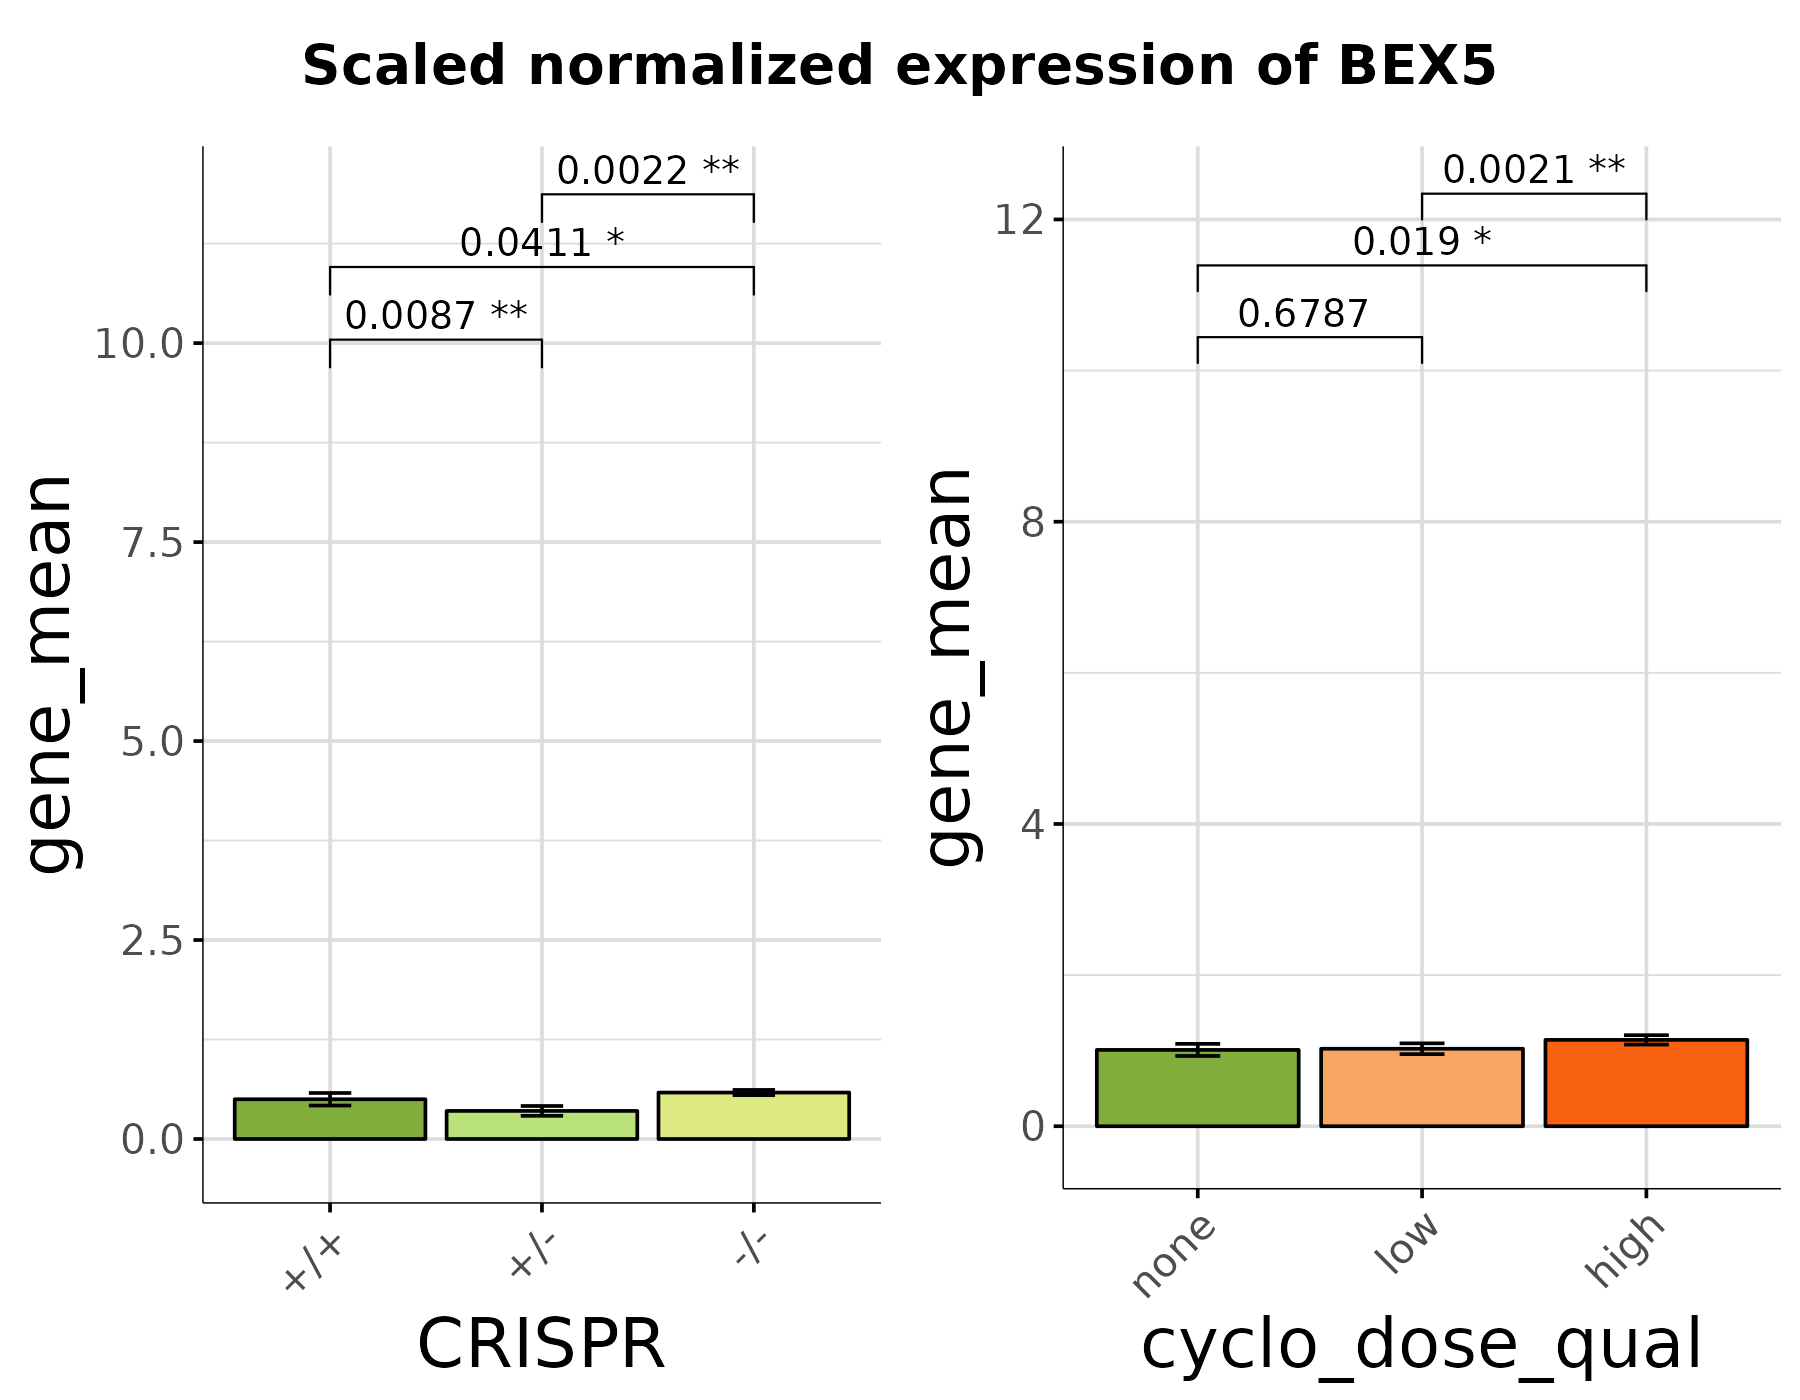 Scaled normalized expression of BEX5
gene_mean
10.0
7.5
5.0
2.5
0.0
0.0022 **
0.0411 *
0.0087 **
+/+
+/-
-/-
CRISPR
gene_mean
12
8
4
0
0.0021 **
0.019 *
0.6787
none
low
high
cyclo_dose_qual